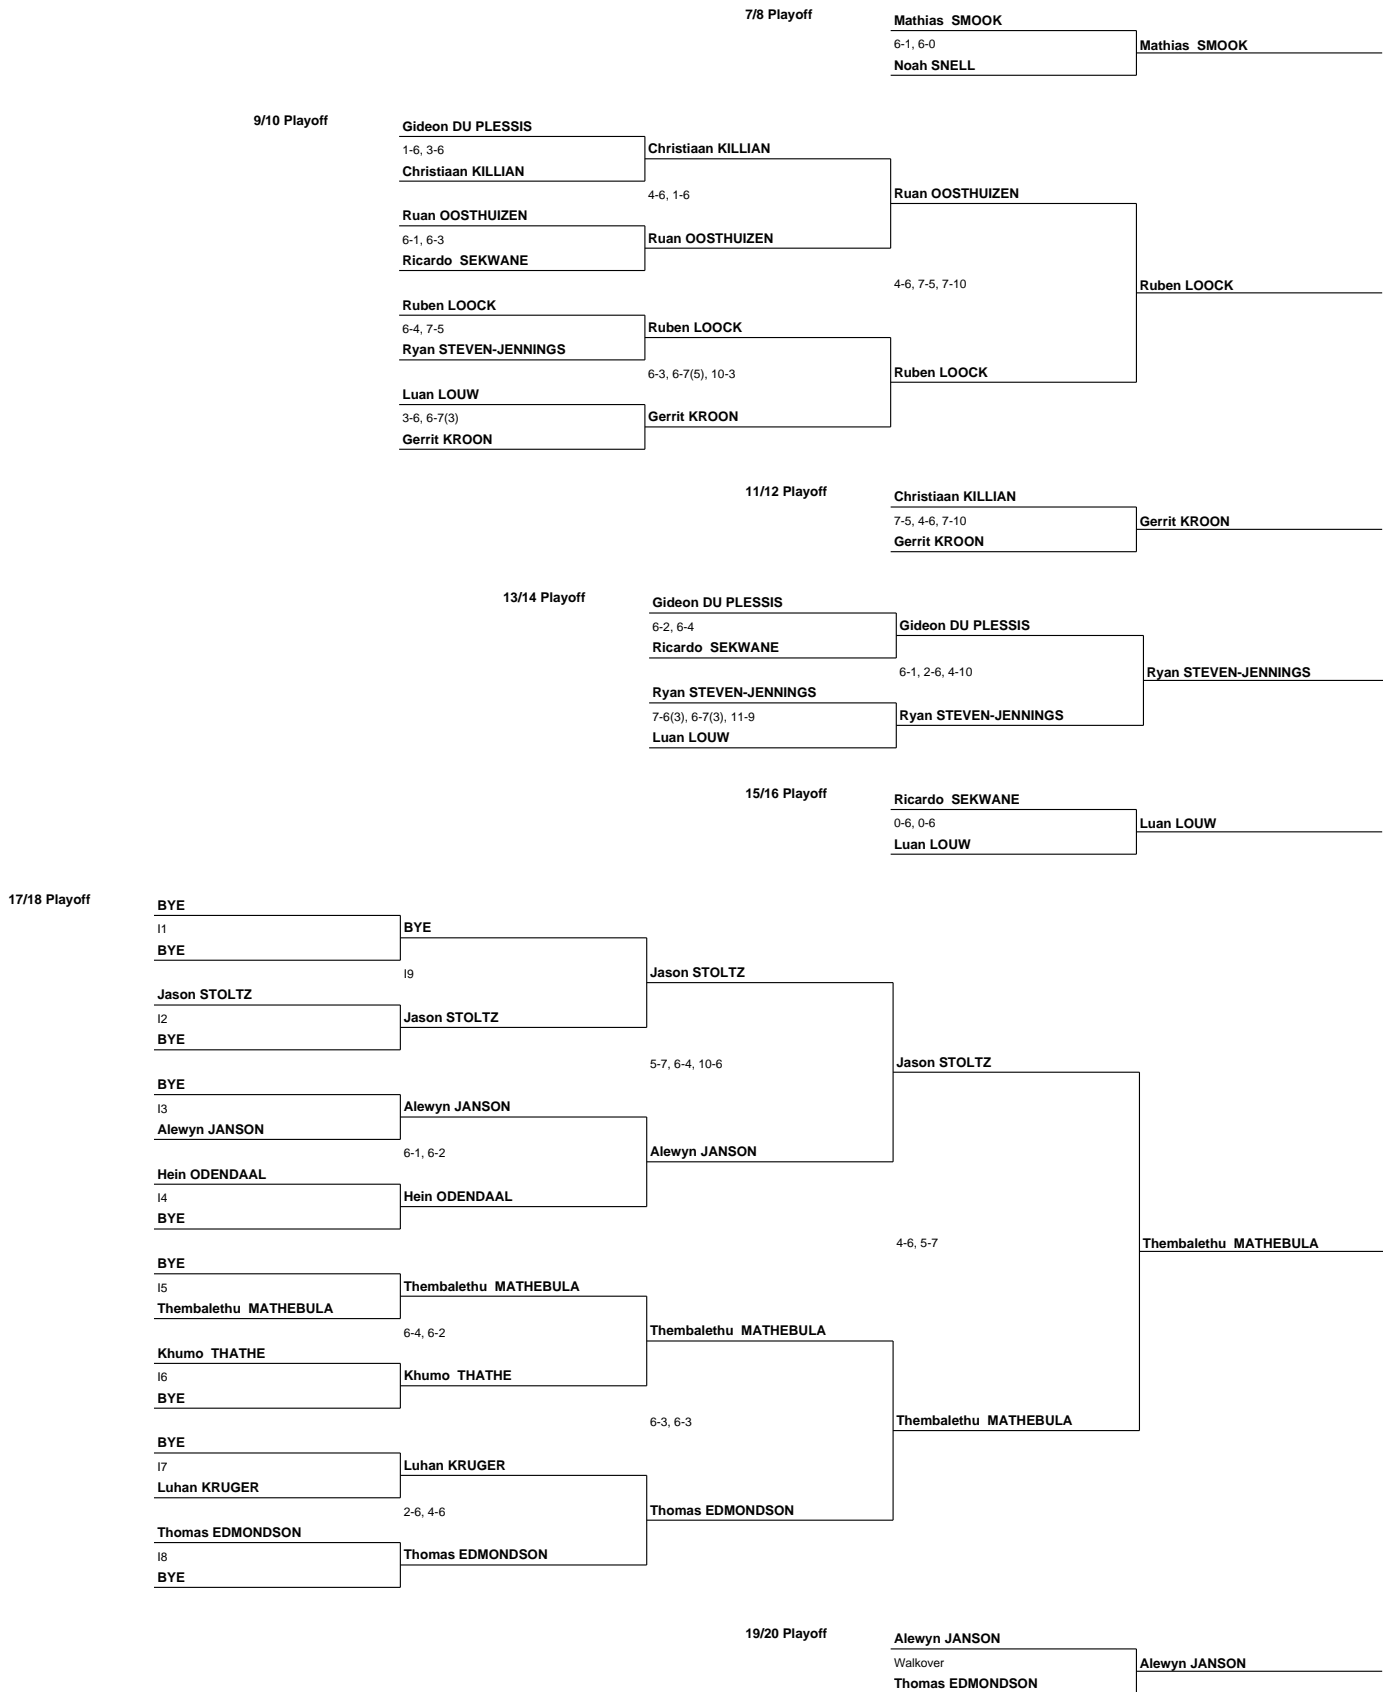 7/8 Playoff
Mathias SMOOK
6-1, 6-0
Mathias SMOOK
Noah SNELL
9/10 Playoff
Gideon DU PLESSIS
1-6, 3-6
Christiaan KILLIAN
Christiaan KILLIAN
4-6, 1-6
Ruan OOSTHUIZEN
Ruan OOSTHUIZEN
6-1, 6-3
Ruan OOSTHUIZEN
Ricardo SEKWANE
4-6, 7-5, 7-10
Ruben LOOCK
Ruben LOOCK
6-4, 7-5
Ruben LOOCK
Ryan STEVEN-JENNINGS
6-3, 6-7(5), 10-3
Ruben LOOCK
Luan LOUW
3-6, 6-7(3)
Gerrit KROON
Gerrit KROON
11/12 Playoff
Christiaan KILLIAN
7-5, 4-6, 7-10
Gerrit KROON
Gerrit KROON
13/14 Playoff
Gideon DU PLESSIS
6-2, 6-4
Gideon DU PLESSIS
Ricardo SEKWANE
6-1, 2-6, 4-10
Ryan STEVEN-JENNINGS
Ryan STEVEN-JENNINGS
7-6(3), 6-7(3), 11-9
Ryan STEVEN-JENNINGS
Luan LOUW
15/16 Playoff
Ricardo SEKWANE
0-6, 0-6
Luan LOUW
Luan LOUW
17/18 Playoff
BYE
I1
BYE
BYE
I9
Jason STOLTZ
Jason STOLTZ
I2
Jason STOLTZ
BYE
5-7, 6-4, 10-6
Jason STOLTZ
BYE
I3
Alewyn JANSON
Alewyn JANSON
6-1, 6-2
Alewyn JANSON
Hein ODENDAAL
I4
Hein ODENDAAL
BYE
4-6, 5-7
Thembalethu MATHEBULA
BYE
I5
Thembalethu MATHEBULA
Thembalethu MATHEBULA
6-4, 6-2
Thembalethu MATHEBULA
Khumo THATHE
I6
Khumo THATHE
BYE
6-3, 6-3
Thembalethu MATHEBULA
BYE
I7
Luhan KRUGER
Luhan KRUGER
2-6, 4-6
Thomas EDMONDSON
Thomas EDMONDSON
I8
Thomas EDMONDSON
BYE
19/20 Playoff
Alewyn JANSON
Walkover
Alewyn JANSON
Thomas EDMONDSON